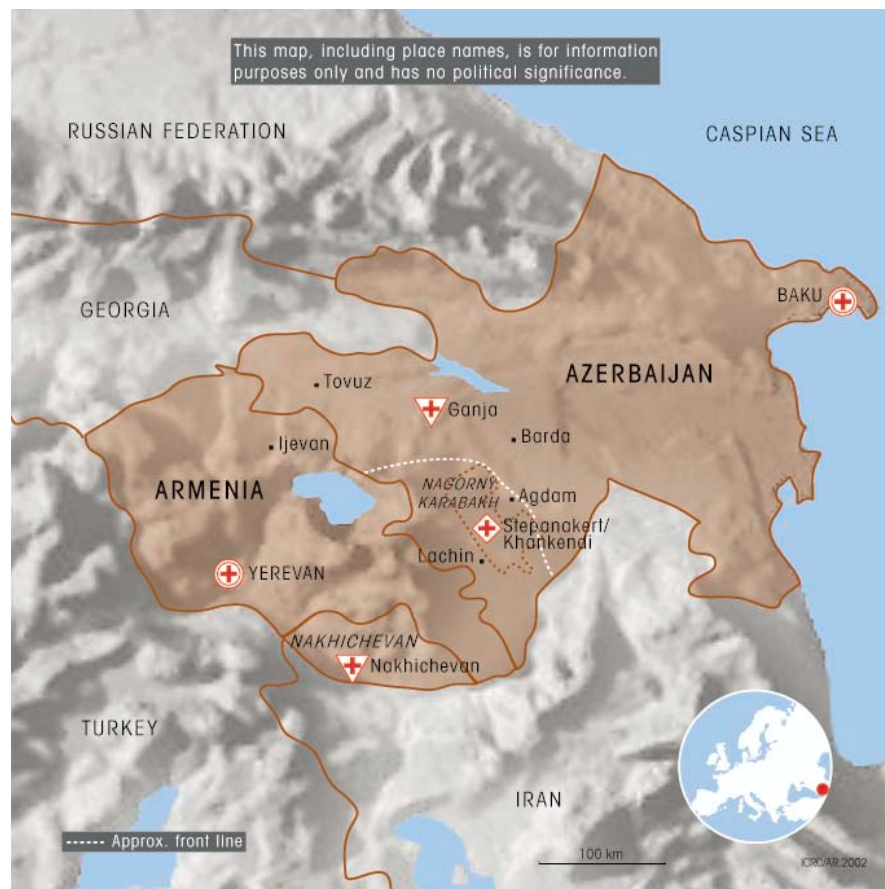 This map, including place names, is for information
purposes only and has no political significance.
RUSSIAN FEDERATION
CASPIAN SEA
BAKU
GEORGIA
AZERBAIJAN
Tovuz
Ganja
Barda
Ijevan
ARMENIA
NAGORNY
KARABAKH
Agdam
Stepanakert/
Khankendi
Lachin
YEREVAN
NAKHICHEVAN
Nakhichevan
TURKEY
IRAN
Approx. front line
100 km
ICRC/AR.2002